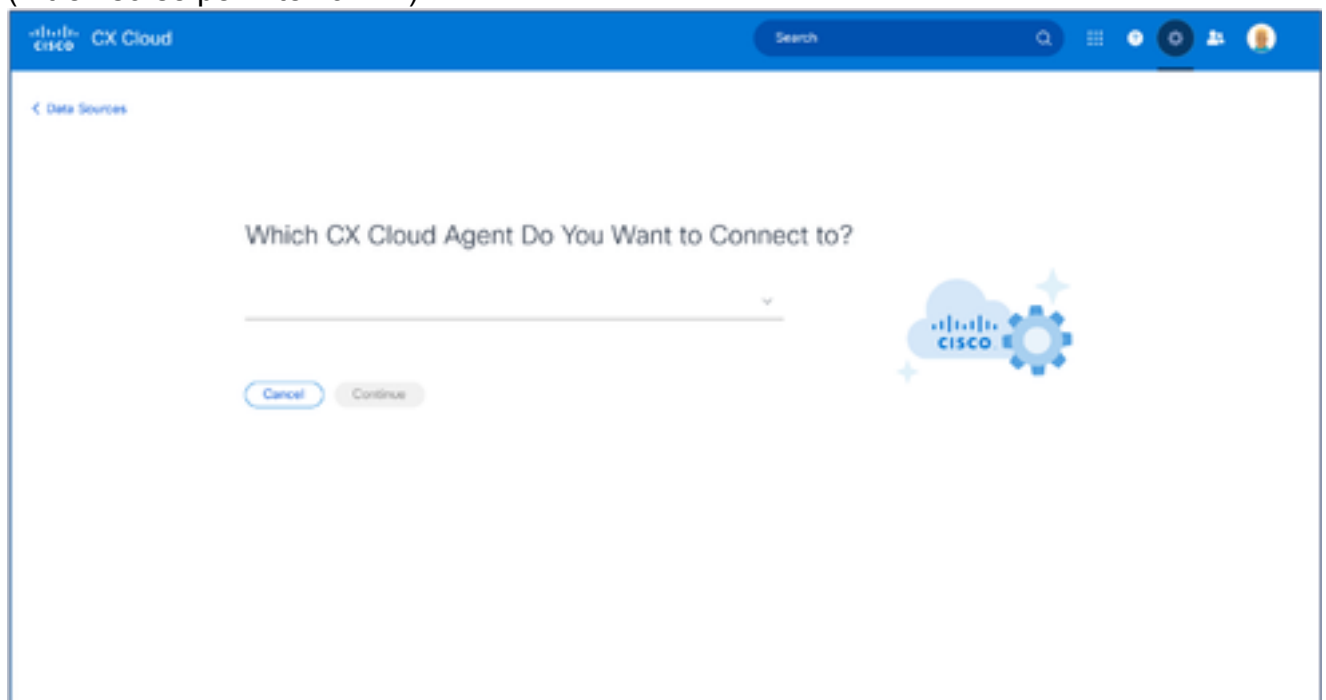 CISCO CX Cloud
Search
< Data Sources
Which CX Cloud Agent Do You Want to Connect to?
CISCO
Cancel
Continue